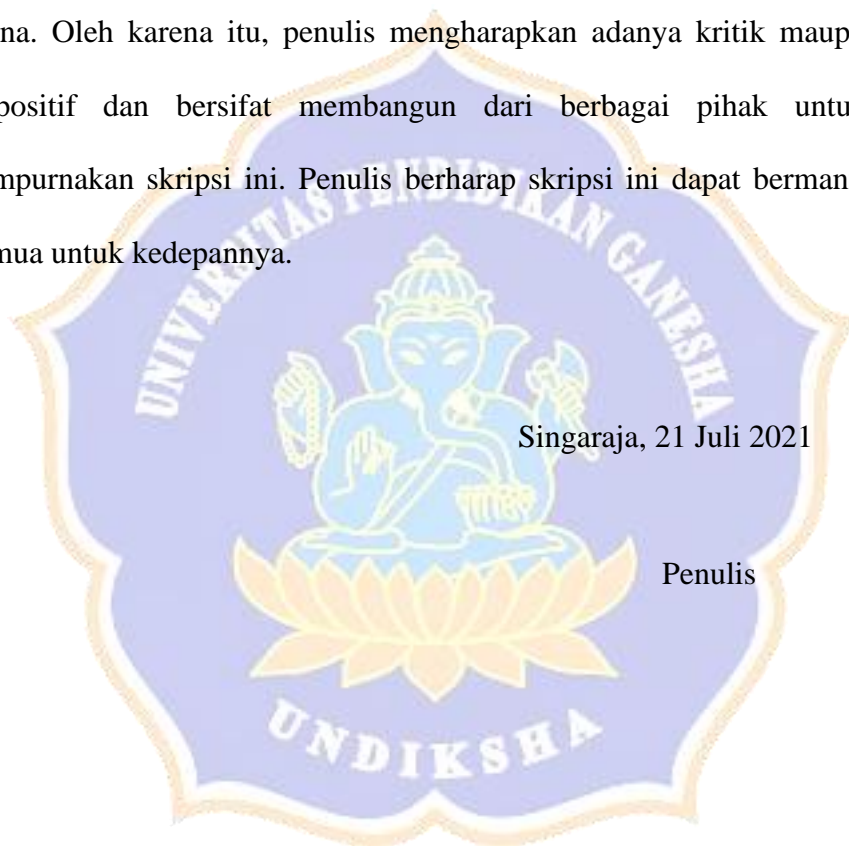 na. Oleh karena itu, penulis mengharapkan adanya kritik maup
positif dan bersifat membangun dari berbagai pihak untu
mpurnakan skripsi ini. Penulis berharap skripsi ini dapat berman
mua untuk kedepannya.
UNIVERSITAS PENDIDIKAN GANESHA
Singaraja, 21 Juli 2021
Penulis
UNDIKSHA